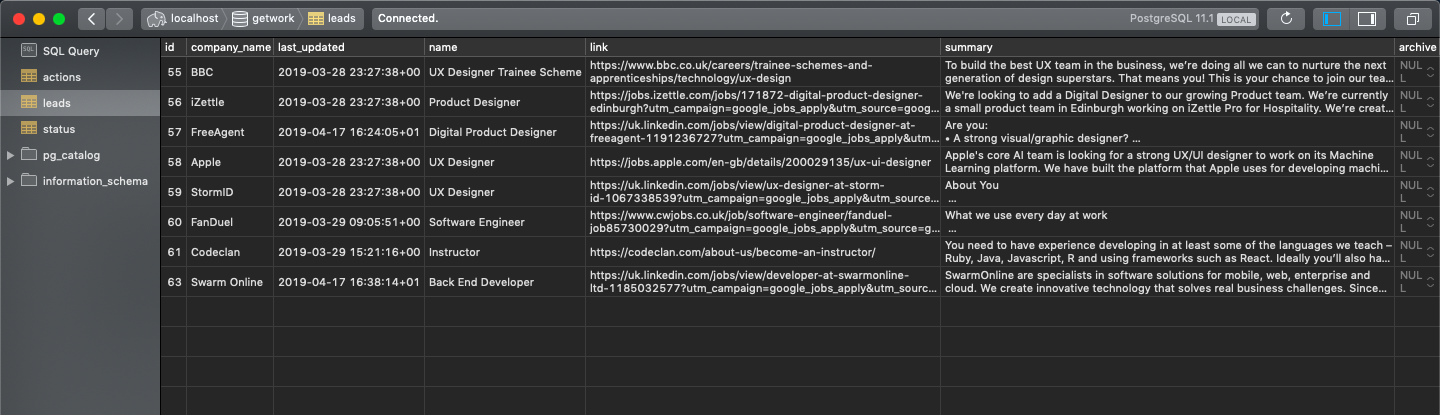 localhost
getwork
leads
Connected.
PostgreSQL 11.1
LOCAL
SQL
SQL Query
actions
leads
status
pg_catalog
information_schema
id company_name last_updated name link summary archive
55 BBC 2019-03-28 23:27:38+00 UX Designer Trainee Scheme
https://www.bbc.co.uk/careers/trainee-schemes-and-
apprenticeships/technology/ux-design
To build the best UX team in the business, we're doing all we can to nurture the next
generation of design superstars. That means you! This is your chance to join our tea…
NUL
L
56 iZettle 2019-03-28 23:27:38+00 Product Designer
https://jobs.izettle.com/jobs/171872-digital-product-designer-
edinburgh?utm_campaign=google_jobs_apply&utm_source=goog…
We're looking to add a Digital Designer to our growing Product team. We're currently
a small product team in Edinburgh working on iZettle Pro for Hospitality. We're creat…
NUL
L
57 FreeAgent 2019-04-17 16:24:05+01 Digital Product Designer
https://uk.linkedin.com/jobs/view/digital-product-designer-at-
freeagent-1191236727?utm_campaign=google_jobs_apply&utm_sour…
Are you:
• A strong visual/graphic designer? …
NUL
L
58 Apple 2019-03-28 23:27:38+00 UX Designer
https://jobs.apple.com/en-gb/details/200029135/ux-ui-designer
Apple's core AI team is looking for a strong UX/UI designer to work on its Machine
Learning platform. We have built the platform that Apple uses for developing machi…
NUL
L
59 StormID 2019-03-28 23:27:38+00 UX Designer
https://uk.linkedin.com/jobs/view/ux-designer-at-storm-
id-1067338539?utm_campaign=google_jobs_apply&utm_source…
About You
…
NUL
L
60 FanDuel 2019-03-29 09:05:51+00 Software Engineer
https://www.cwjobs.co.uk/job/software-engineer/fanduel-
job85730029?utm_campaign=google_jobs_apply&utm_source=g…
What we use every day at work
…
NUL
L
61 Codeclan 2019-03-29 15:21:16+00 Instructor
https://codeclan.com/about-us/become-an-instructor/
You need to have experience developing in at least some of the languages we teach –
Ruby, Java, Javascript, R and using frameworks such as React. Ideally you'll also ha…
NUL
L
63 Swarm Online 2019-04-17 16:38:14+01 Back End Developer
https://uk.linkedin.com/jobs/view/developer-at-swarmonline-
ltd-1185032577?utm_campaign=google_jobs_apply&utm_sourc…
SwarmOnline are specialists in software solutions for mobile, web, enterprise and
cloud. We create innovative technology that solves real business challenges. Since…
NUL
L